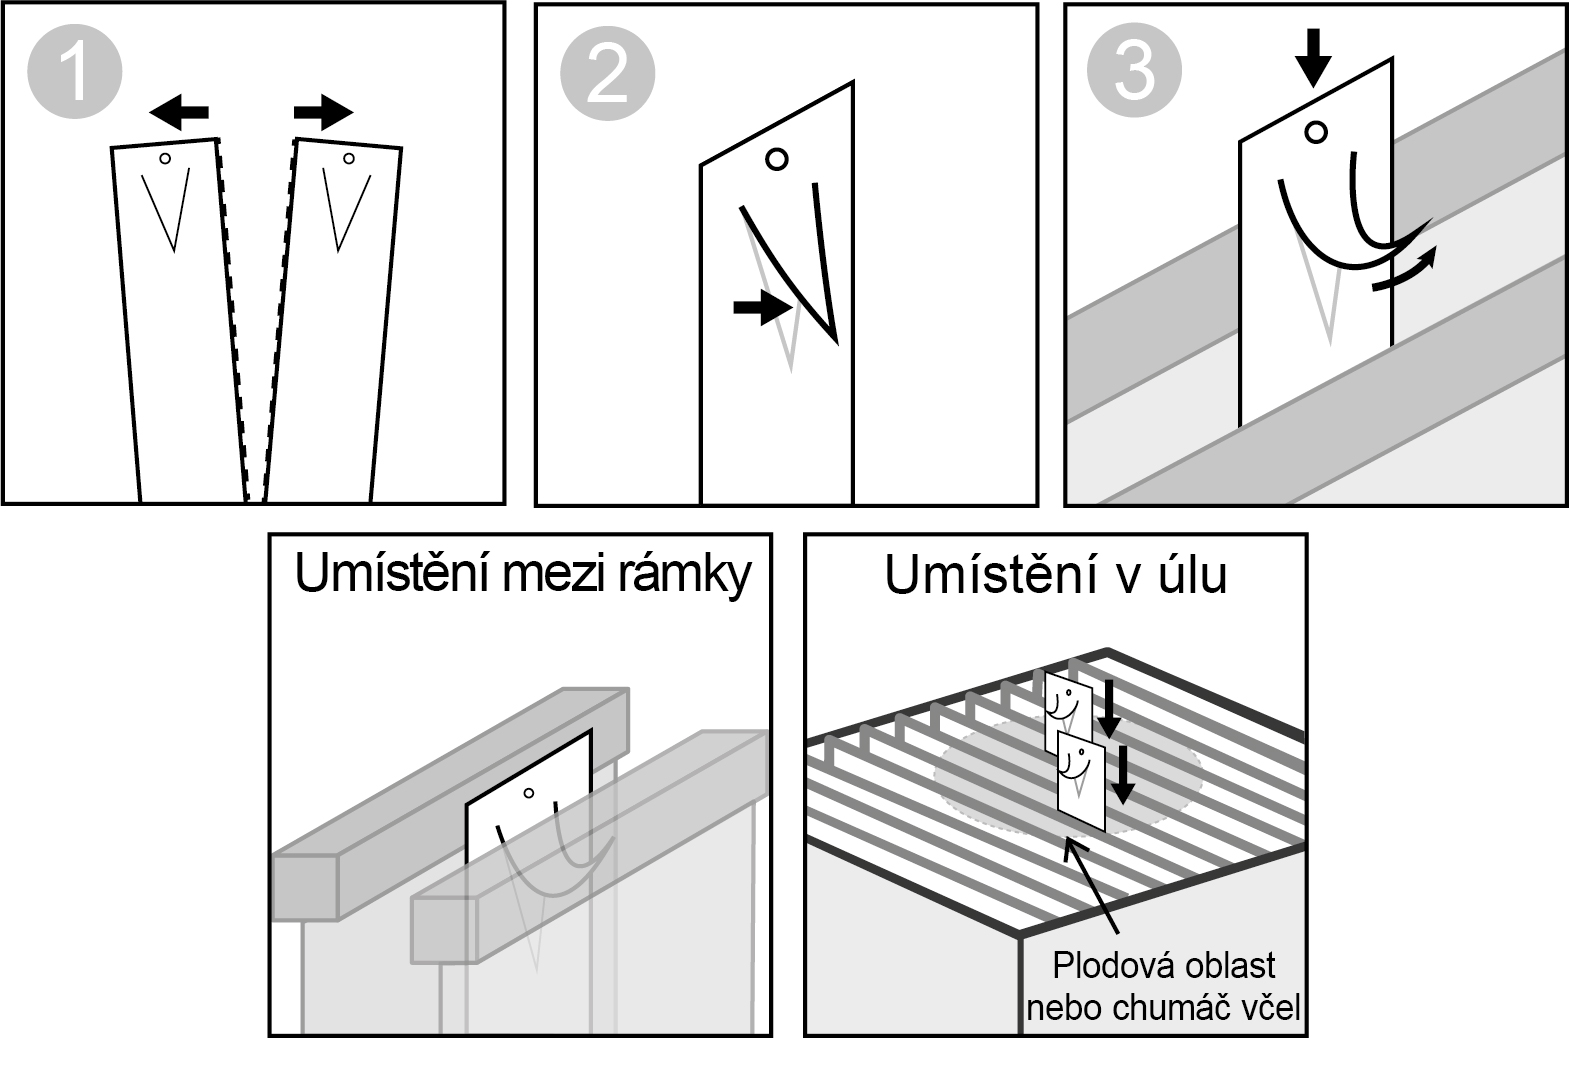 1
2
3
Umístění mezi rámky
Umístění v úlu
Plodová oblast
nebo chumáč včel